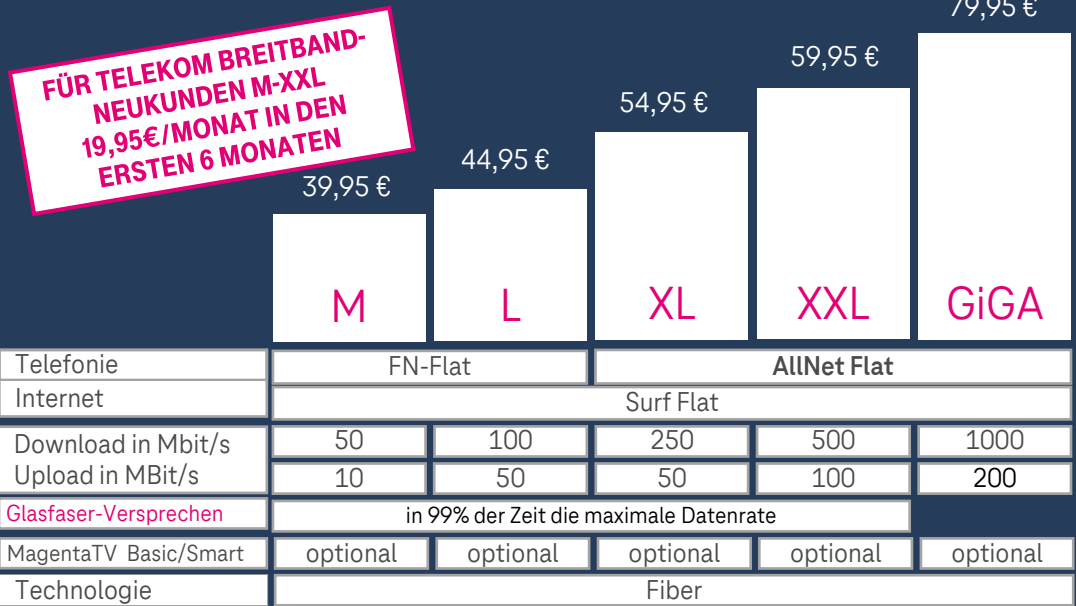 FÜR TELEKOM BREITBAND-
NEUKUNDEN M-XXL
19,95€/MONAT IN DEN
ERSTEN 6 MONATEN
39,95 €
44,95 €
54,95 €
59,95 €
79,95 €
M
L
XL
XXL
GiGA
Telefonie FN-Flat AllNet Flat
Internet Surf Flat
Download in Mbit/s 50 100 250 500 1000
Upload in MBit/s 10 50 50 100 200
Glasfaser-Versprechen in 99% der Zeit die maximale Datenrate
MagentaTV Basic/Smart optional optional optional optional optional
Technologie Fiber